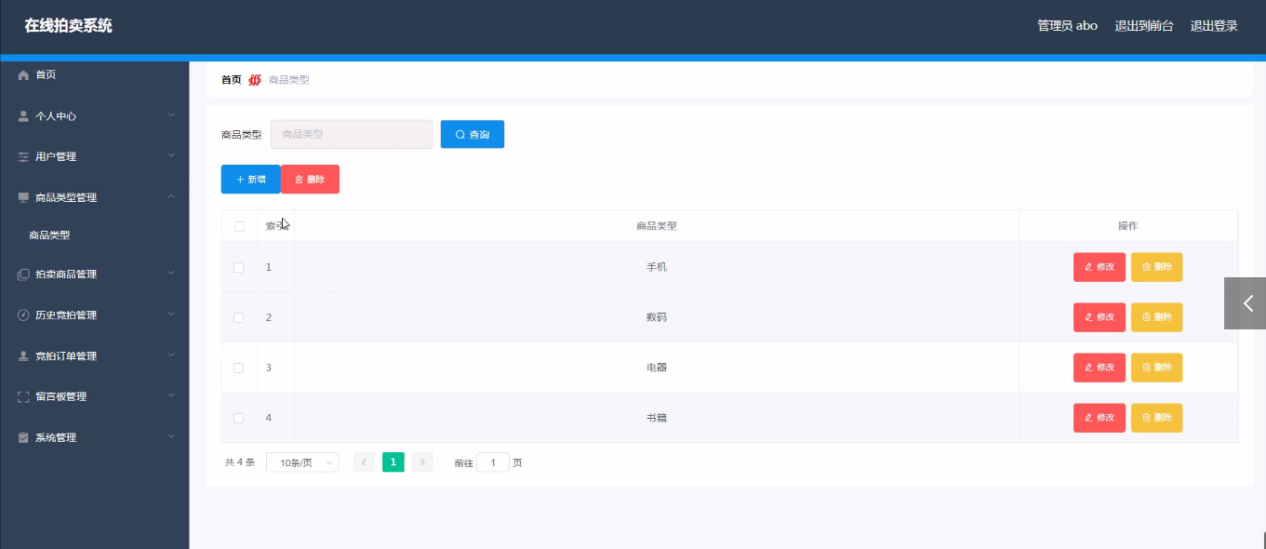 在线拍卖系统
管理员 abo 退出到前台 退出登录
首页
个人中心
用户管理
商品类型管理
商品类型
拍卖商品管理
历史竞拍管理
竞拍订单管理
留言板管理
系统管理
首页 商品类型
商品类型 商品类型 查询
新增 删除
索引 商品类型 操作
1 手机 修改 删除
2 数码 修改 删除
3 电器 修改 删除
4 书籍 修改 删除
共 4 条 10条/页 1 前往 1 页